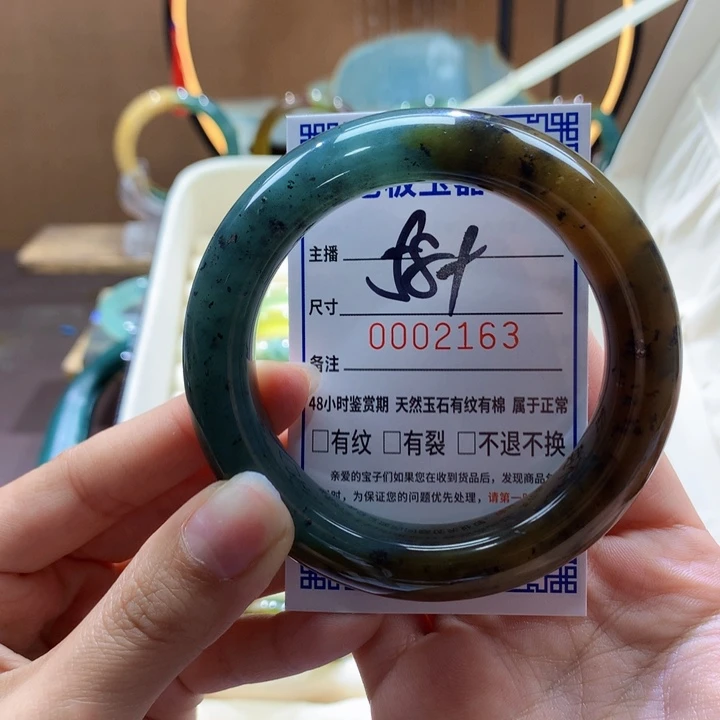 主播
58+
尺寸
0002163
备注
48小时鉴赏期 天然玉石有纹有棉 属于正常
□有纹 □有裂 □不退不换
亲爱的宝子们如果您在收到货品后，发现商品
时，为保证您的问题优先处理，请第一